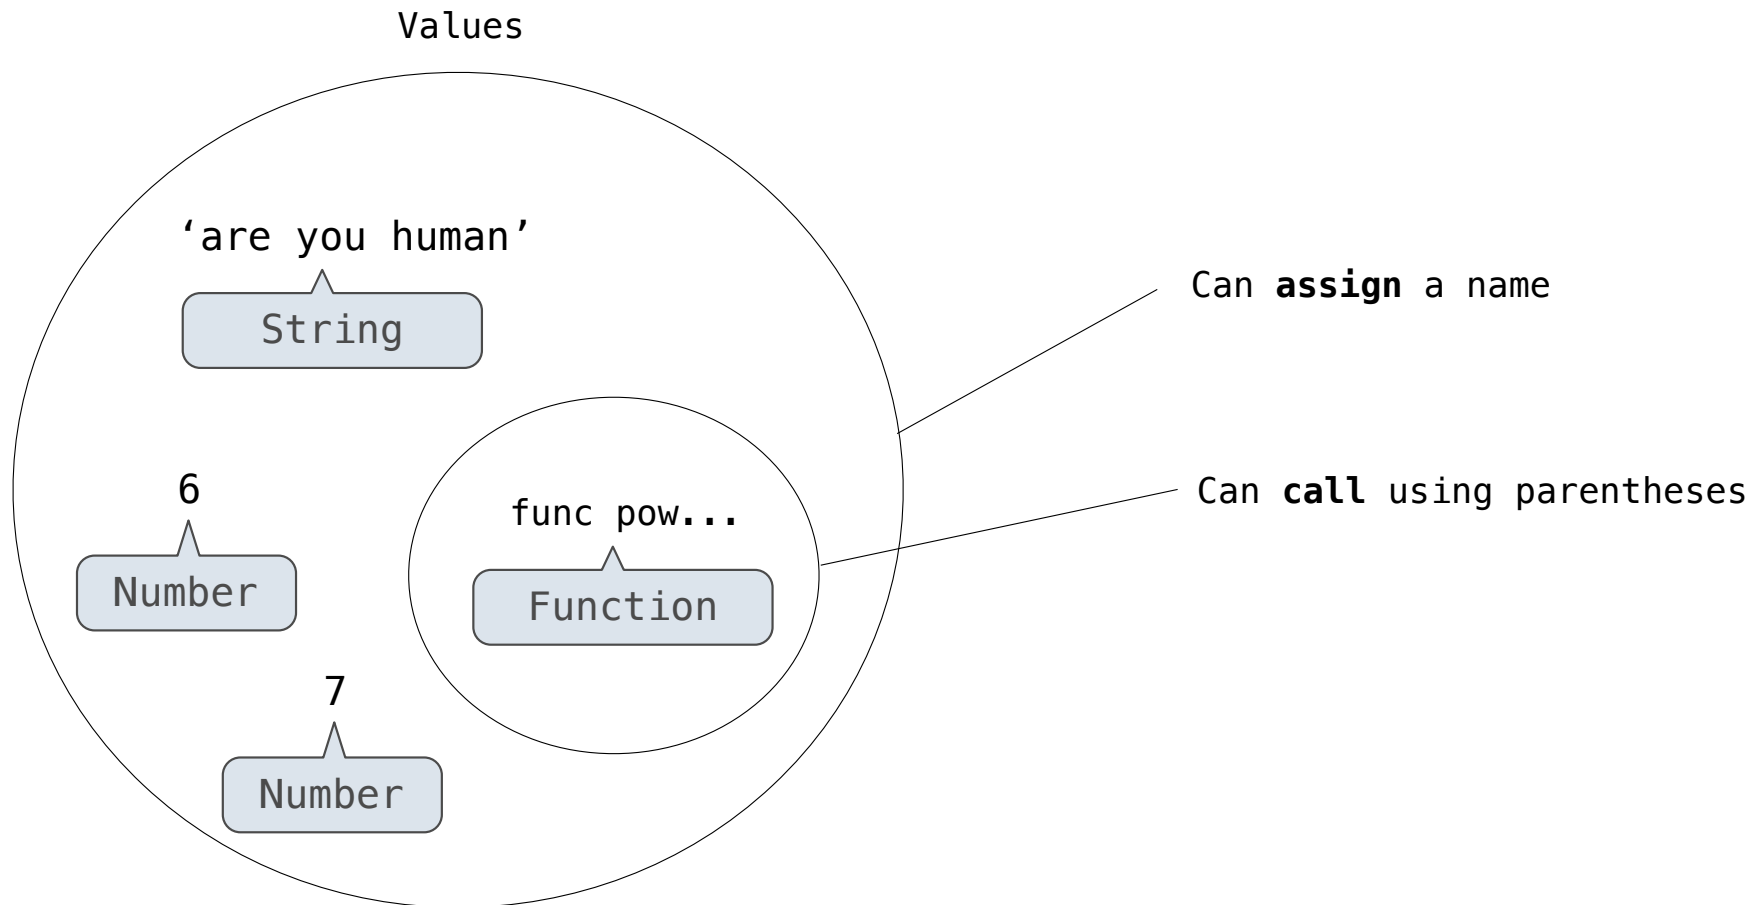 Values
‘are you human’
String
Can assign a name
6
Number
func pow...
Function
Can call using parentheses
7
Number